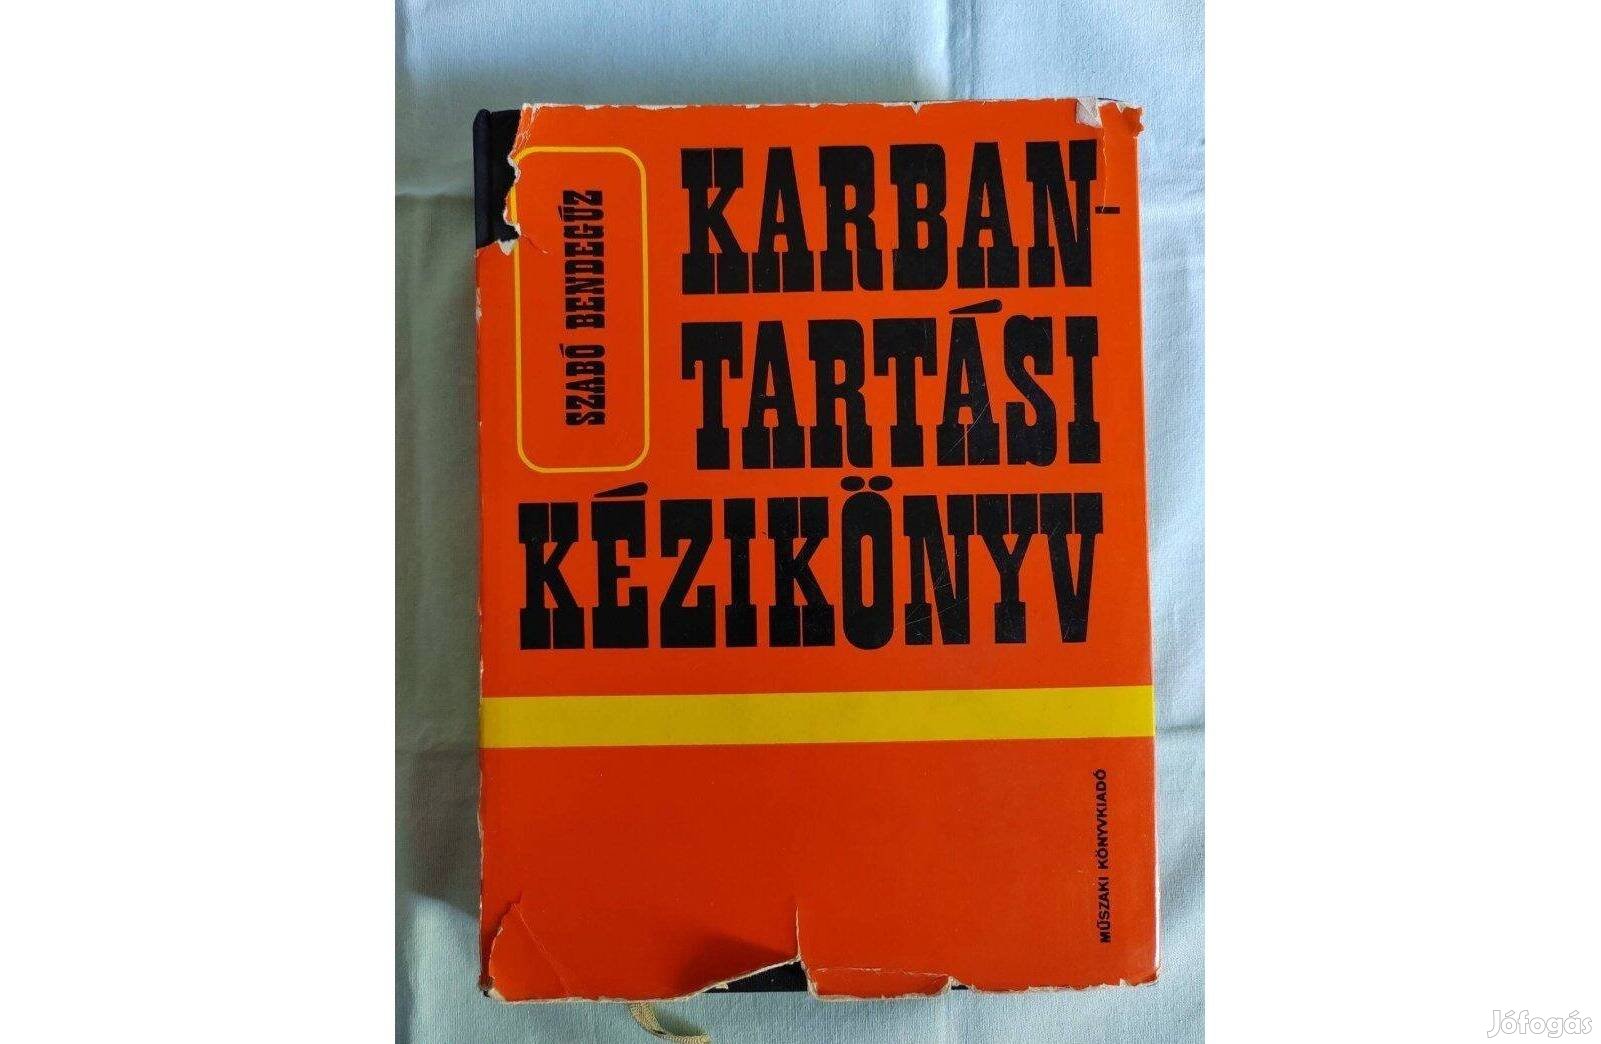 SZABÓ BENDEGÚZ
KARBAN-
TARTÁSI
KÉZIKÖNYV
MŰSZAKI KÖNYVKIADÓ
Jófogás